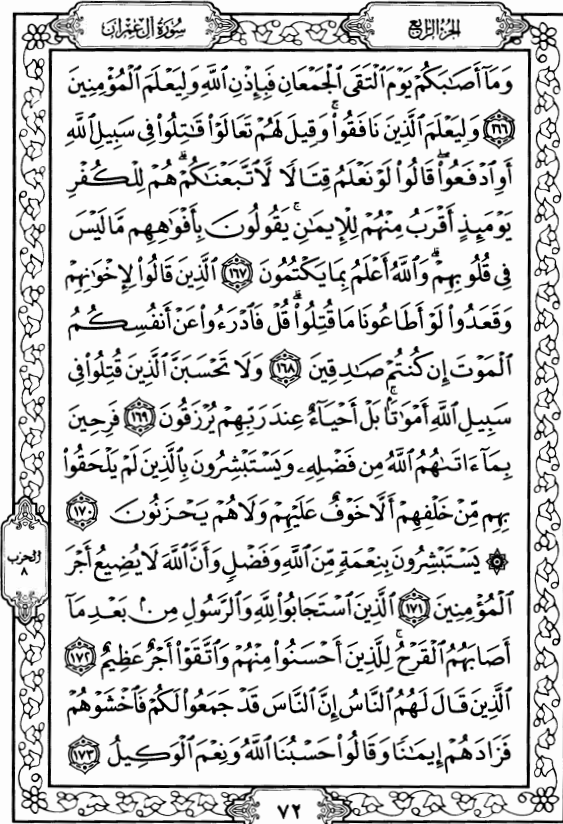 سُورَةُ آلِ عِمْرَان
الجُزْءُ الرَّابِعُ
وَمَآ أَصَٰبَكُمْ يَوْمَ ٱلْتَقَى ٱلْجَمْعَانِ فَبِإِذْنِ ٱللَّهِ وَلِيَعْلَمَ ٱلْمُؤْمِنِينَ
١٦٦ وَلِيَعْلَمَ ٱلَّذِينَ نَافَقُوا۟ ۚ وَقِيلَ لَهُمْ تَعَالَوْا۟ قَٰتِلُوا۟ فِى سَبِيلِ ٱللَّهِ
أَوِ ٱدْفَعُوا۟ ۖ قَالُوا۟ لَوْ نَعْلَمُ قِتَالًا لَّٱتَّبَعْنَٰكُمْ ۗ هُمْ لِلْكُفْرِ
يَوْمَئِذٍ أَقْرَبُ مِنْهُمْ لِلْإِيمَٰنِ ۚ يَقُولُونَ بِأَفْوَٰهِهِم مَّا لَيْسَ
فِى قُلُوبِهِمْ ۗ وَٱللَّهُ أَعْلَمُ بِمَا يَكْتُمُونَ ١٦٧ ٱلَّذِينَ قَالُوا۟ لِإِخْوَٰنِهِمْ
وَقَعَدُوا۟ لَوْ أَطَاعُونَا مَا قُتِلُوا۟ ۗ قُلْ فَٱدْرَءُوا۟ عَنْ أَنفُسِكُمُ
ٱلْمَوْتَ إِن كُنتُمْ صَٰدِقِينَ ١٦٨ وَلَا تَحْسَبَنَّ ٱلَّذِينَ قُتِلُوا۟ فِى
سَبِيلِ ٱللَّهِ أَمْوَٰتًۢا ۚ بَلْ أَحْيَآءٌ عِندَ رَبِّهِمْ يُرْزَقُونَ ١٦٩ فَرِحِينَ
بِمَآ ءَاتَىٰهُمُ ٱللَّهُ مِن فَضْلِهِۦ وَيَسْتَبْشِرُونَ بِٱلَّذِينَ لَمْ يَلْحَقُوا۟
بِهِم مِّنْ خَلْفِهِمْ أَلَّا خَوْفٌ عَلَيْهِمْ وَلَا هُمْ يَحْزَنُونَ ١٧٠
۞ يَسْتَبْشِرُونَ بِنِعْمَةٍ مِّنَ ٱللَّهِ وَفَضْلٍ وَأَنَّ ٱللَّهَ لَا يُضِيعُ أَجْرَ
ٱلْمُؤْمِنِينَ ١٧١ ٱلَّذِينَ ٱسْتَجَابُوا۟ لِلَّهِ وَٱلرَّسُولِ مِنۢ بَعْدِ مَآ
أَصَابَهُمُ ٱلْقَرْحُ ۚ لِلَّذِينَ أَحْسَنُوا۟ مِنْهُمْ وَٱتَّقَوْا۟ أَجْرٌ عَظِيمٌ ١٧٢
ٱلَّذِينَ قَالَ لَهُمُ ٱلنَّاسُ إِنَّ ٱلنَّاسَ قَدْ جَمَعُوا۟ لَكُمْ فَٱخْشَوْهُمْ
فَزَادَهُمْ إِيمَٰنًا وَقَالُوا۟ حَسْبُنَا ٱللَّهُ وَنِعْمَ ٱلْوَكِيلُ ١٧٣
الحزب
٨
٧٢